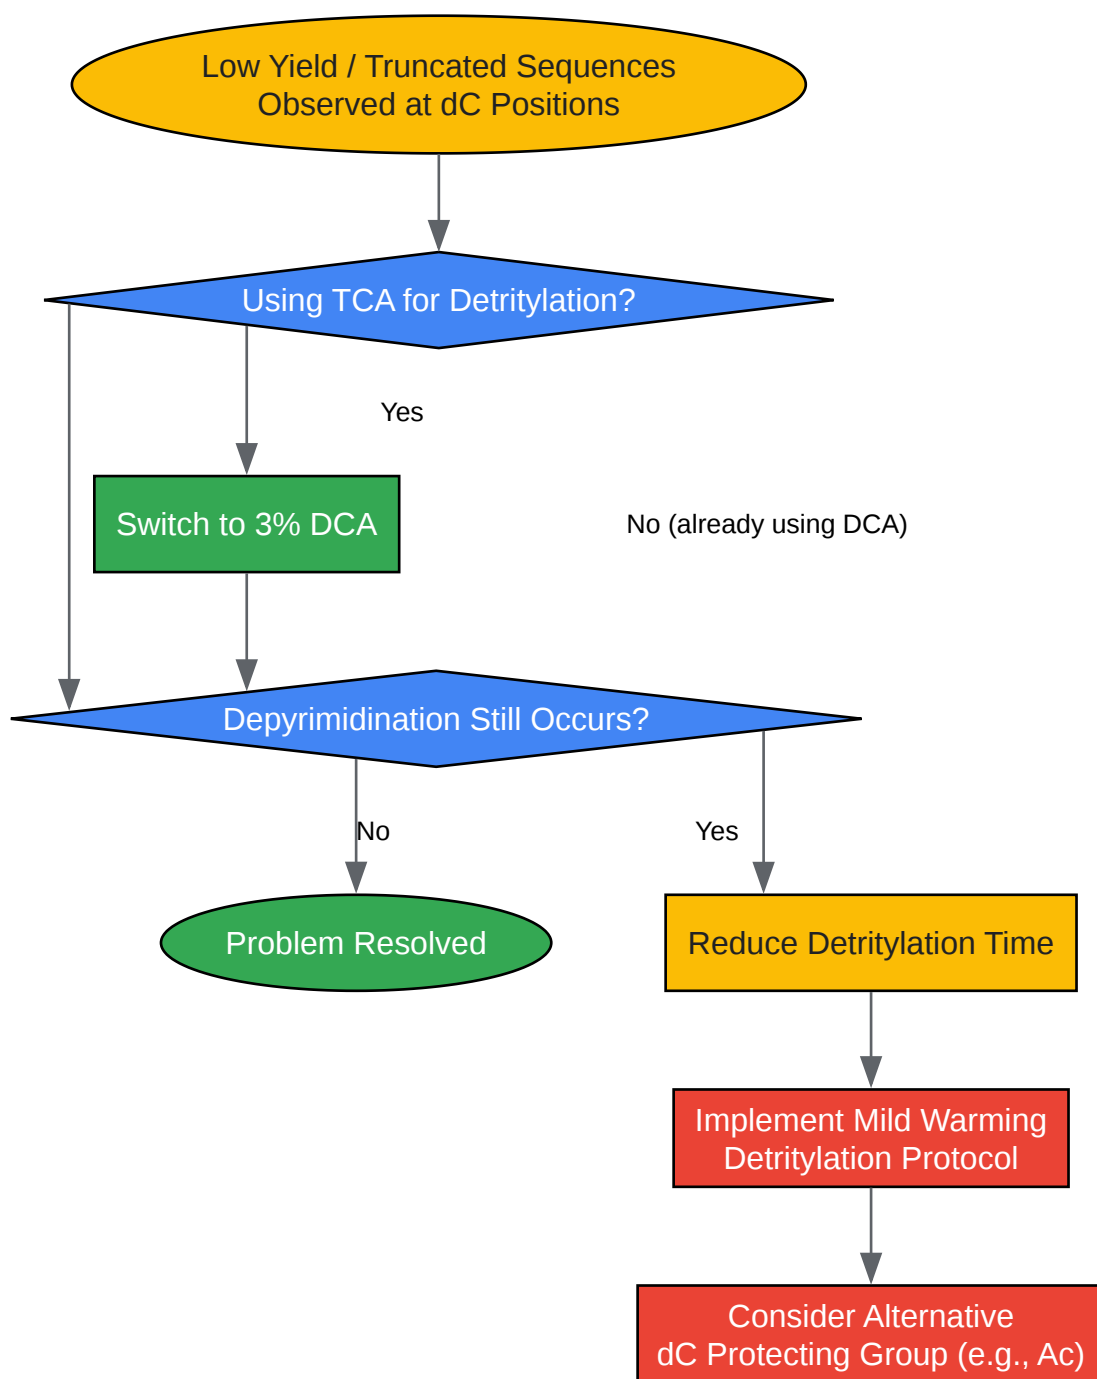 Low Yield / Truncated Sequences
Observed at dC Positions
Using TCA for Detritylation?
Yes
Switch to 3% DCA
No (already using DCA)
Depyrimidination Still Occurs?
No
Yes
Problem Resolved
Reduce Detritylation Time
Implement Mild Warming
Detritylation Protocol
Consider Alternative
dC Protecting Group (e.g., Ac)